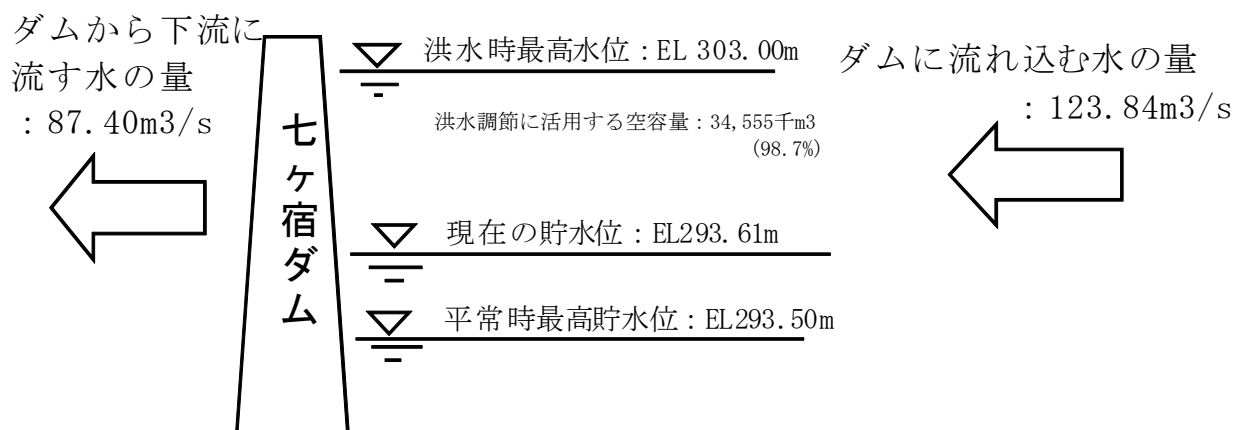 ダムから下流に
流す水の量
：87.40m3/s
洪水時最高水位：EL 303.00m
ダムに流れ込む水の量
：123.84m3/s
洪水調節に活用する空容量：34,555千m3
(98.7%)
七ヶ宿ダム
現在の貯水位：EL293.61m
平常時最高貯水位：EL293.50m